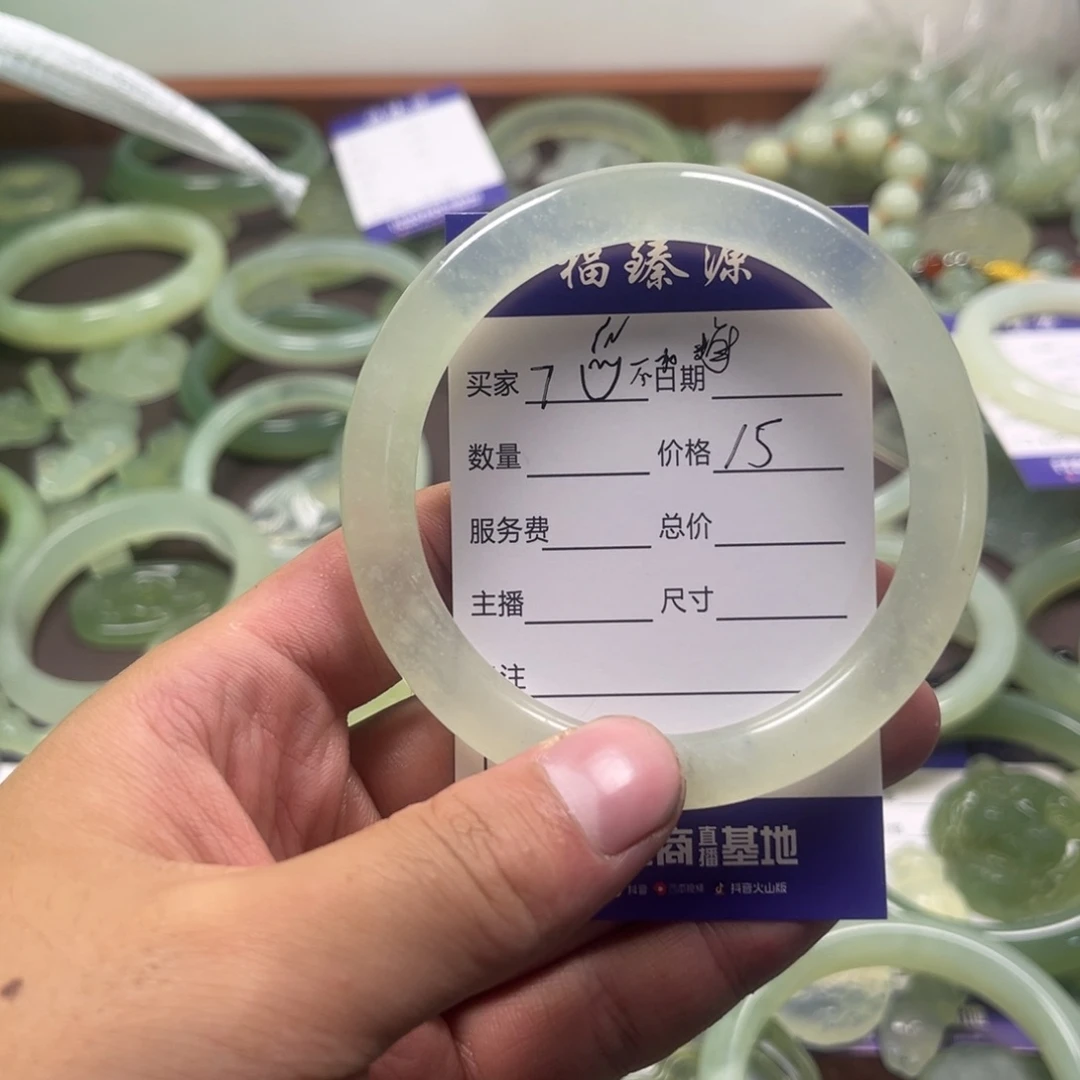 福臻源
买家 7 不 日期
数量 价格 15
服务费 总价
主播 尺寸
注
商直播基地
抖音 抖音火山版